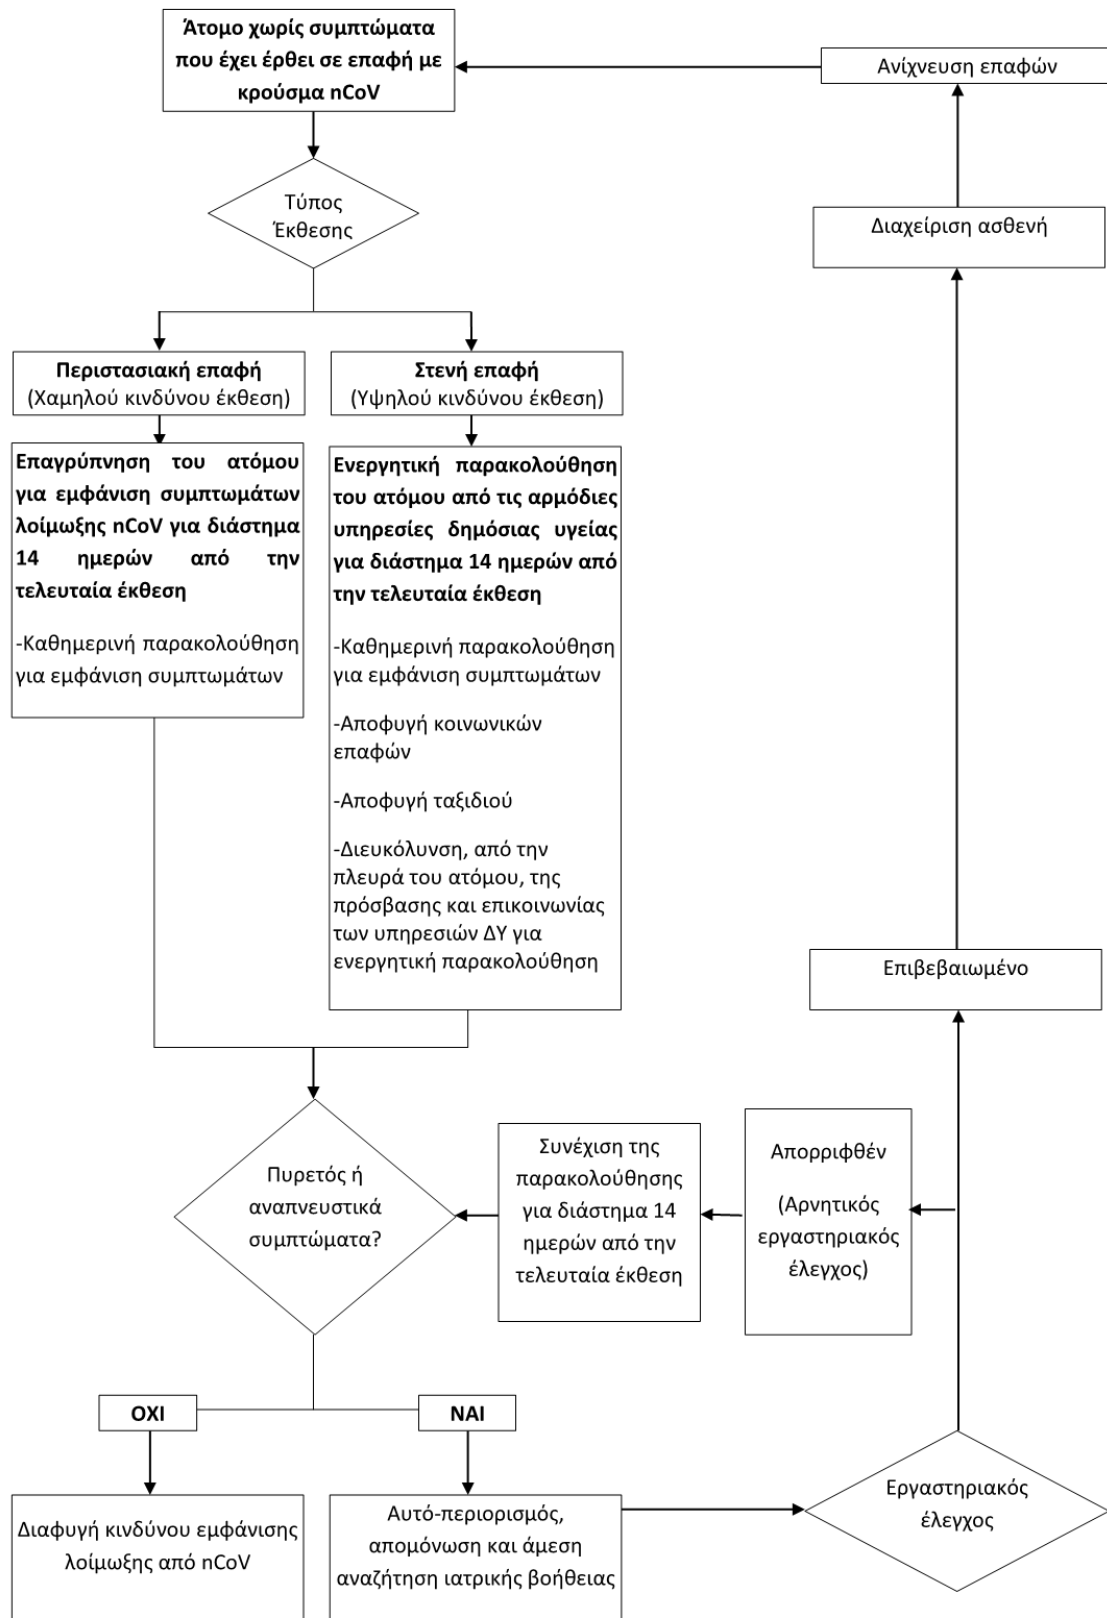 Άτομο χωρίς συμπτώματα
που έχει έρθει σε επαφή με
κρούσμα nCoV
Ανίχνευση επαφών
Τύπος
Έκθεσης
Διαχείριση ασθενή
Περιστασιακή επαφή
(Χαμηλού κινδύνου έκθεση)
Στενή επαφή
(Υψηλού κινδύνου έκθεση)
Επαγρύπνηση του ατόμου
για εμφάνιση συμπτωμάτων
λοίμωξης nCoV για διάστημα
14 ημερών από την
τελευταία έκθεση
-Καθημερινή παρακολούθηση
για εμφάνιση συμπτωμάτων
Ενεργητική παρακολούθηση
του ατόμου από τις αρμόδιες
υπηρεσίες δημόσιας υγείας
για διάστημα 14 ημερών από
την τελευταία έκθεση
-Καθημερινή παρακολούθηση
για εμφάνιση συμπτωμάτων
-Αποφυγή κοινωνικών
επαφών
-Αποφυγή ταξιδιού
-Διευκόλυνση, από την
πλευρά του ατόμου, της
πρόσβασης και επικοινωνίας
των υπηρεσιών ΔΥ για
ενεργητική παρακολούθηση
Επιβεβαιωμένο
Πυρετός ή
αναπνευστικά
συμπτώματα?
Συνέχιση της
παρακολούθησης
για διάστημα 14
ημερών από την
τελευταία έκθεση
Απορριφθέν
(Αρνητικός
εργαστηριακός
έλεγχος)
ΟΧΙ
ΝΑΙ
Διαφυγή κινδύνου εμφάνισης
λοίμωξης από nCoV
Αυτό-περιορισμός,
απομόνωση και άμεση
αναζήτηση ιατρικής βοήθειας
Εργαστηριακός
έλεγχος